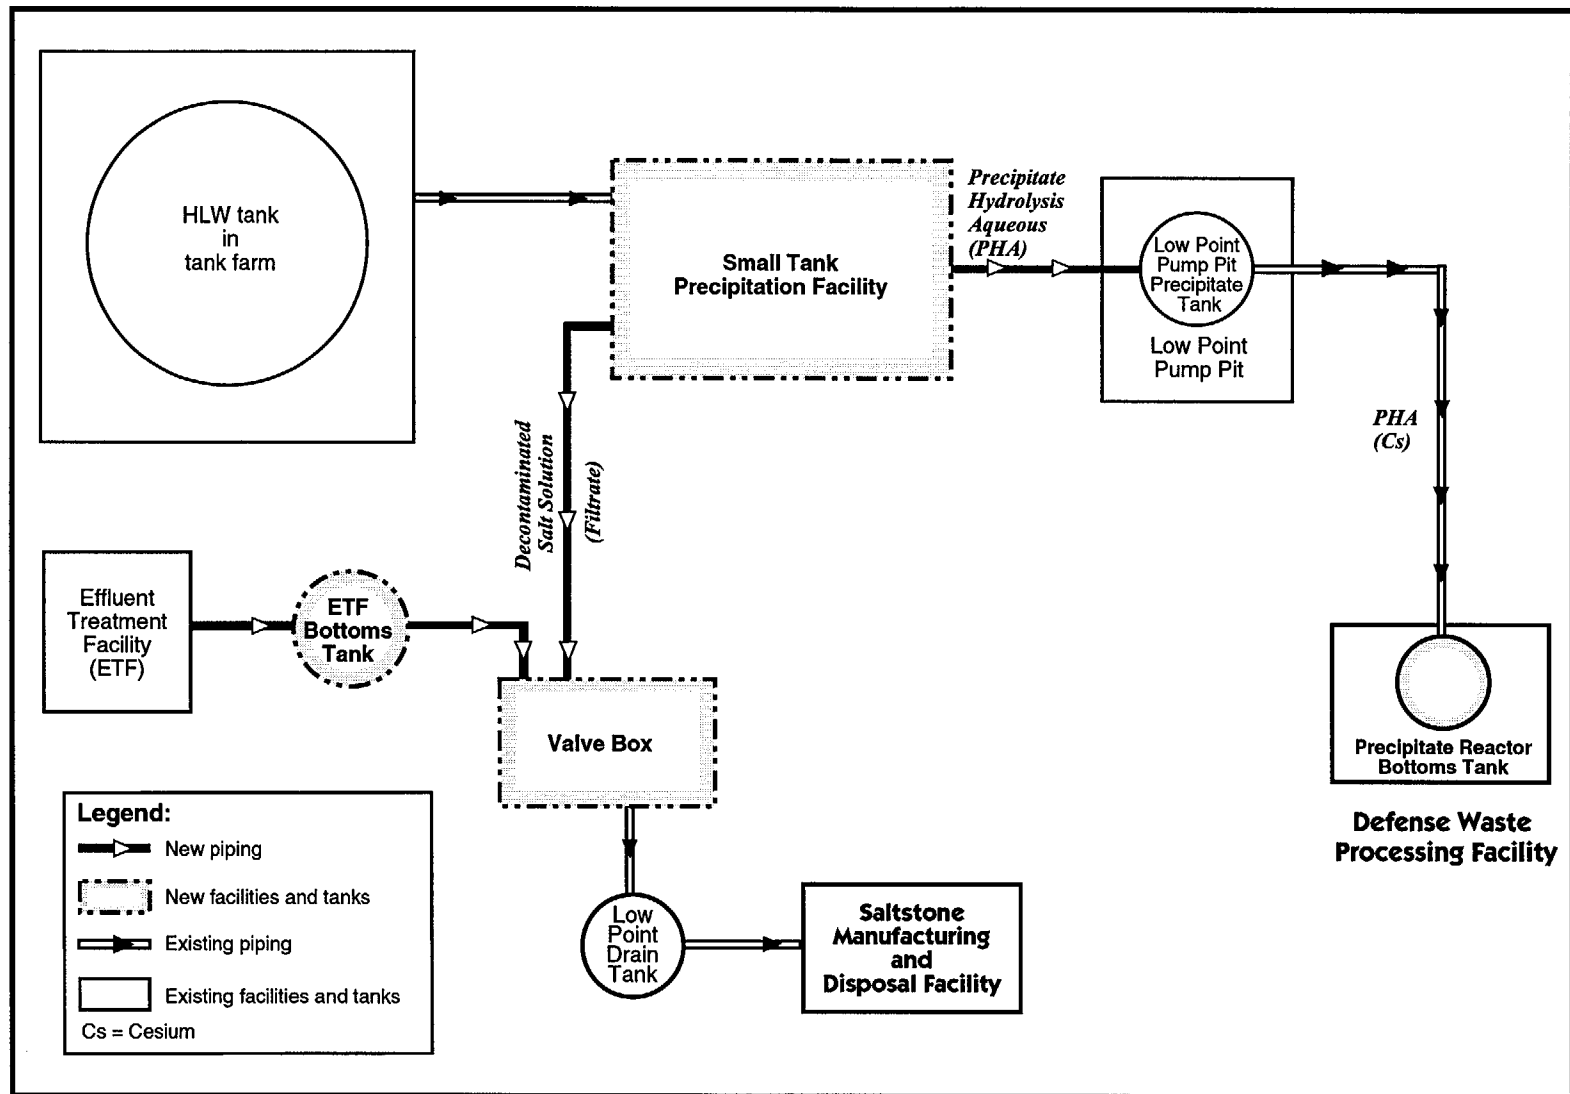 HLW tank
in
tank farm
Small Tank
Precipitation Facility
Precipitate
Hydrolysis
Aqueous
(PHA)
Low Point
Pump Pit
Precipitate
Tank
Low Point
Pump Pit
PHA
(Cs)
Decontaminated
Salt Solution
(Filtrate)
Effluent
Treatment
Facility
(ETF)
ETF
Bottoms
Tank
Valve Box
Precipitate Reactor
Bottoms Tank
Defense Waste
Processing Facility
Low
Point
Drain
Tank
Saltstone
Manufacturing
and
Disposal Facility
Legend:
New piping
New facilities and tanks
Existing piping
Existing facilities and tanks
Cs = Cesium